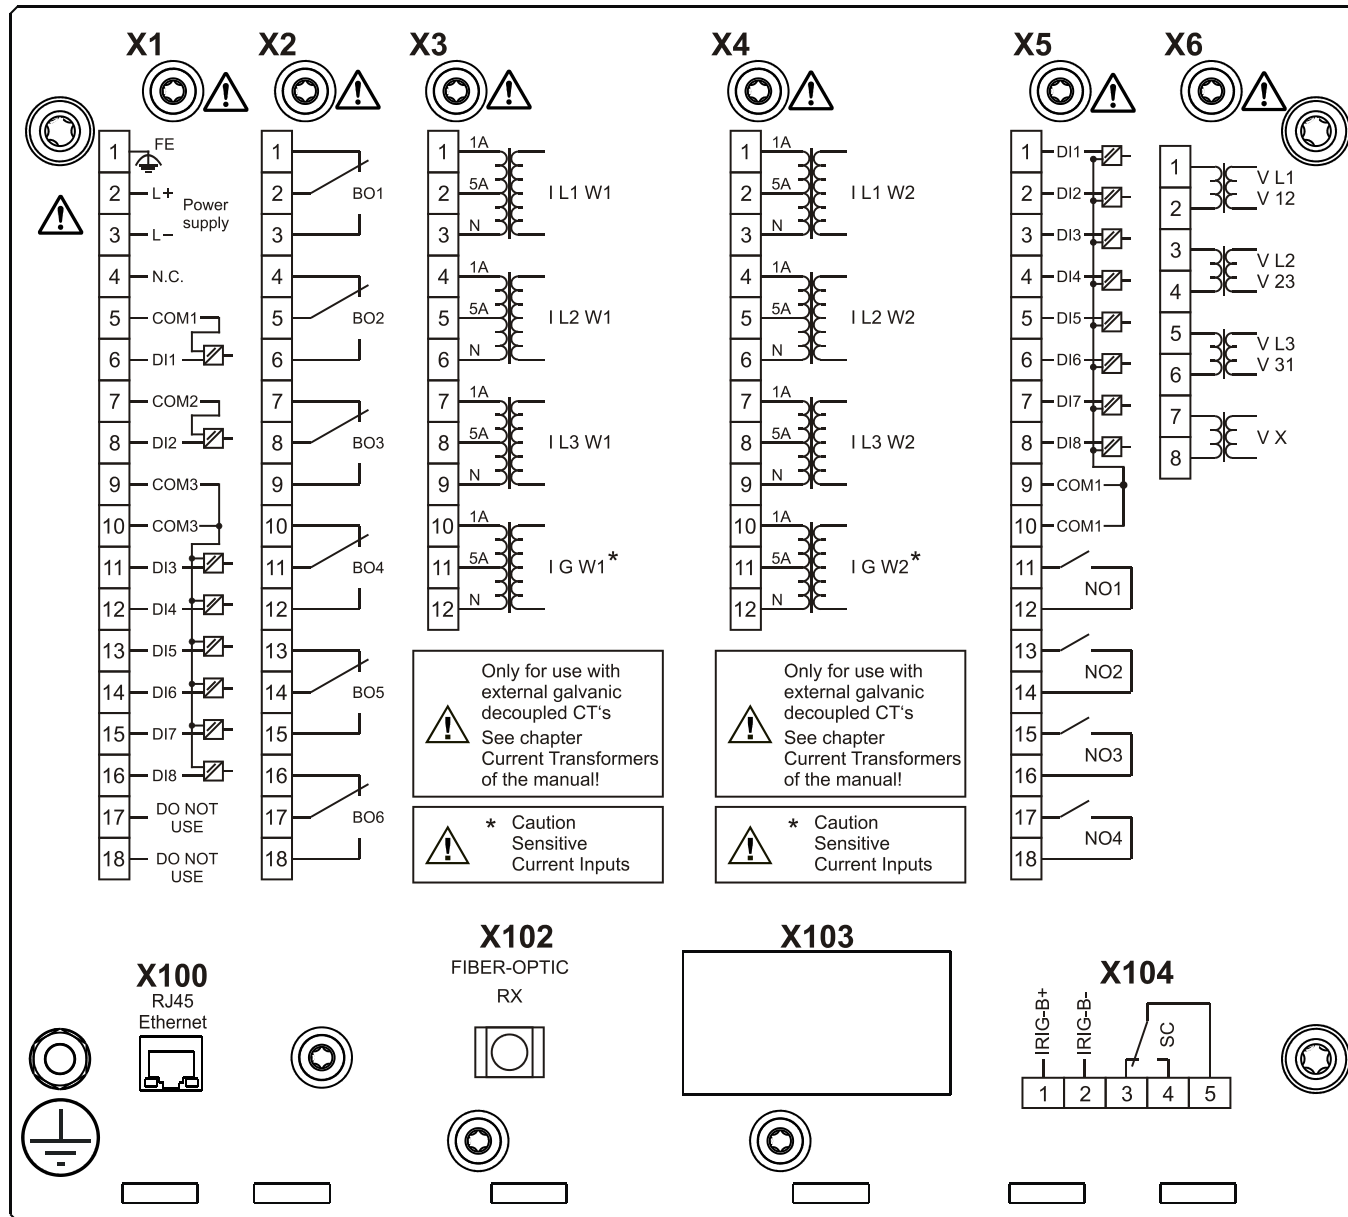 X1
X2
X3
X4
X5
X6
1
FE
2
L+
Power
supply
3
L–
4
N.C.
5
COM1
6
DI1
7
COM2
8
DI2
9
COM3
10
COM3
11
DI3
12
DI4
13
DI5
14
DI6
15
DI7
16
DI8
17
DO NOT
USE
18
DO NOT
USE
1
2
BO1
3
4
5
BO2
6
7
8
BO3
9
10
11
BO4
12
13
14
BO5
15
16
17
BO6
18
1
1A
2
5A
I L1 W1
3
N
4
1A
5
5A
I L2 W1
6
N
7
1A
8
5A
I L3 W1
9
N
10
1A
11
5A
I G W1*
12
N
Only for use with
external galvanic
decoupled CT‘s
See chapter
Current Transformers
of the manual!
* Caution
Sensitive
Current Inputs
1
1A
2
5A
I L1 W2
3
N
4
1A
5
5A
I L2 W2
6
N
7
1A
8
5A
I L3 W2
9
N
10
1A
11
5A
I G W2*
12
N
Only for use with
external galvanic
decoupled CT‘s
See chapter
Current Transformers
of the manual!
* Caution
Sensitive
Current Inputs
1
DI1
2
DI2
3
DI3
4
DI4
5
DI5
6
DI6
7
DI7
8
DI8
9
COM1
10
COM1
11
NO1
12
13
NO2
14
15
NO3
16
17
NO4
18
1
V L1
V 12
2
3
V L2
V 23
4
5
V L3
V 31
6
7
V X
8
X100
RJ45
Ethernet
X102
FIBER-OPTIC
RX
X103
X104
IRIG-B+
IRIG-B-
SC
1 2 3 4 5